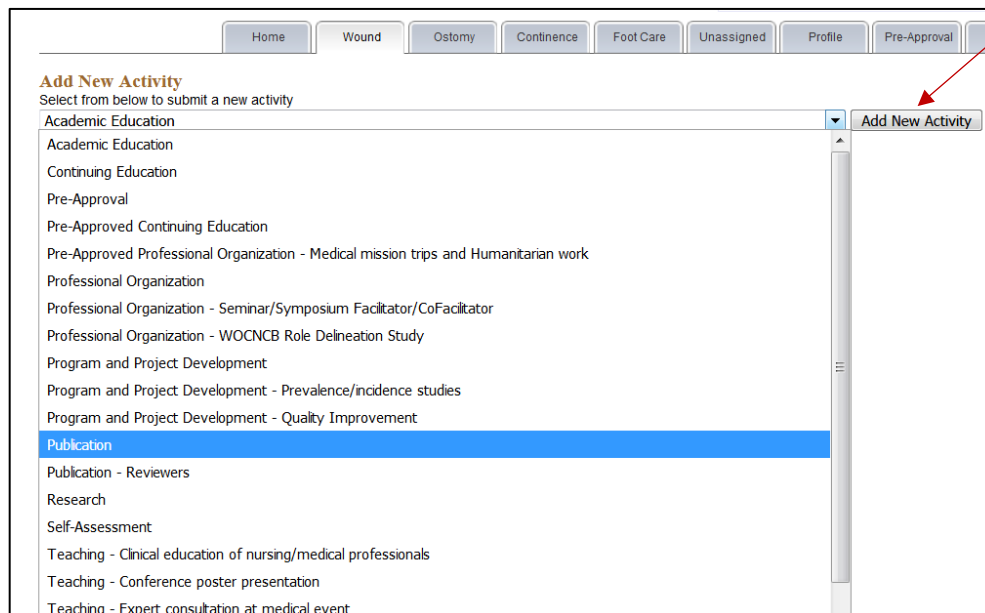 Home Wound Ostomy Continence Foot Care Unassigned Profile Pre-Approval
Add New Activity
Select from below to submit a new activity
Academic Education Add New Activity
Academic Education
Continuing Education
Pre-Approval
Pre-Approved Continuing Education
Pre-Approved Professional Organization - Medical mission trips and Humanitarian work
Professional Organization
Professional Organization - Seminar/Symposium Facilitator/CoFacilitator
Professional Organization - WOCNCB Role Delineation Study
Program and Project Development
Program and Project Development - Prevalence/incidence studies
Program and Project Development - Quality Improvement
Publication
Publication - Reviewers
Research
Self-Assessment
Teaching - Clinical education of nursing/medical professionals
Teaching - Conference poster presentation
Teaching - Expert consultation at medical event